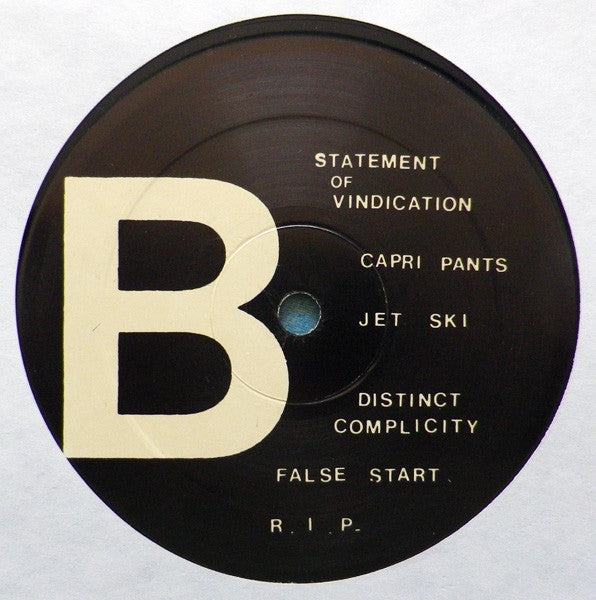 B
STATEMENT
OF
VINDICATION
CAPRI PANTS
JET SKI
DISTINCT
COMPLICITY
FALSE START
R.I.P.